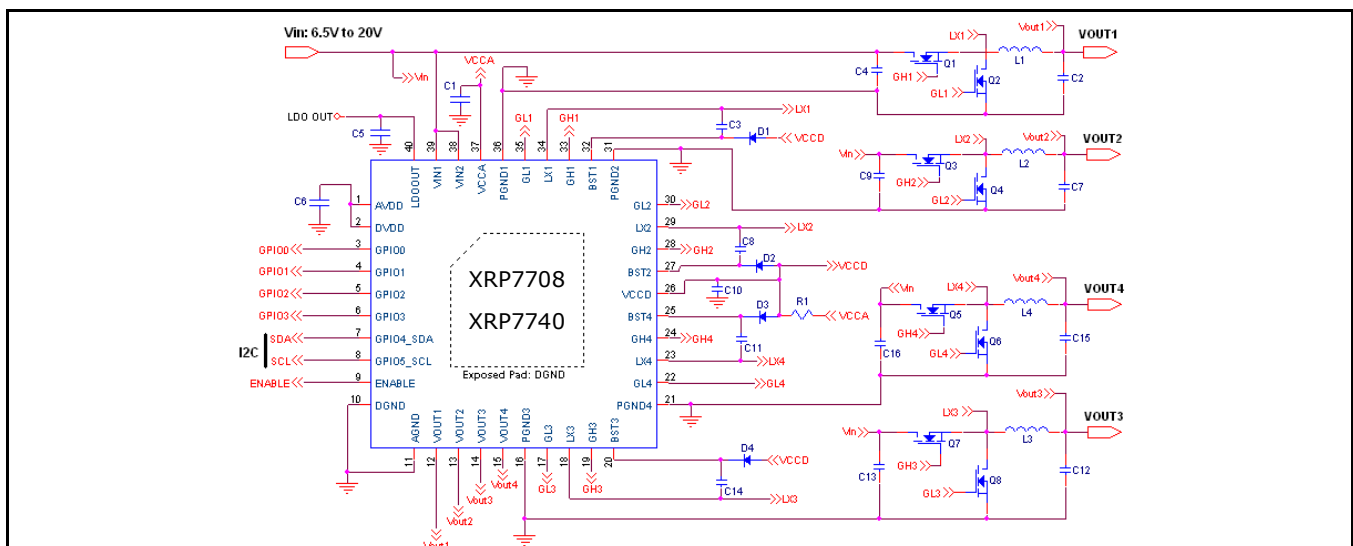 Vin: 6.5V to 20V
Vin
VCCA
C1
LDO OUT
C5
GL1
GH1
C3
LX1
D1
VCCD
C4
Q1
GH1
LX1
GL1
Q2
L1
Vout1
C2
VOUT1
40
39
38
37
36
35
34
33
32
31
LDOOUT
VIN1
VIN2
VCCA
PGND1
GL1
LX1
GH1
BST1
PGND2
Vin
C9
Q3
GH2
LX2
GL2
Q4
L2
Vout2
C7
VOUT2
C6
1 AVDD
2 DVDD
GPIO0 3 GPIO0
GPIO1 4 GPIO1
GPIO2 5 GPIO2
GPIO3 6 GPIO3
I2C
SDA 7 GPIO4_SDA
SCL 8 GPIO5_SCL
ENABLE 9 ENABLE
10 DGND
XRP7708
XRP7740
Exposed Pad: DGND
GL2 30 GL2
LX2 29 LX2
GH2 28 GH2
C8
BST2 27 D2 VCCD
VCCD 26 C10
BST4 25 D3 R1 VCCA
GH4 24 GH4
C11
LX4 23 LX4
GL4 22 GL4
PGND4 21
Vin
C16
Q5
GH4
LX4
GL4
Q6
L4
Vout4
C15
VOUT4
AGND
VOUT1
VOUT2
VOUT3
VOUT4
PGND3
GL3
LX3
GH3
BST3
11
12
13
14
15
16
17
18
19
20
Vout1
Vout2
Vout3
Vout4
GL3
GH3
D4
VCCD
C14
LX3
Vin
C13
Q7
GH3
LX3
GL3
Q8
L3
Vout3
C12
VOUT3